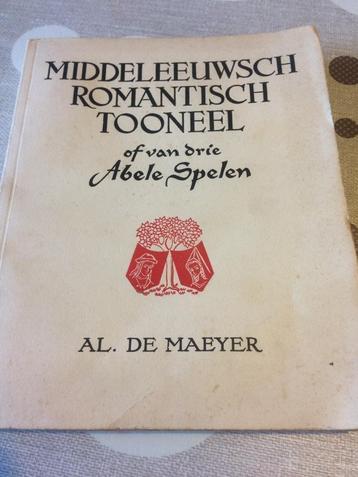 MIDDELEEUWSCH
ROMANTISCH
TOONEEL
of van drie
Abele Spelen
AL. DE MAEYER